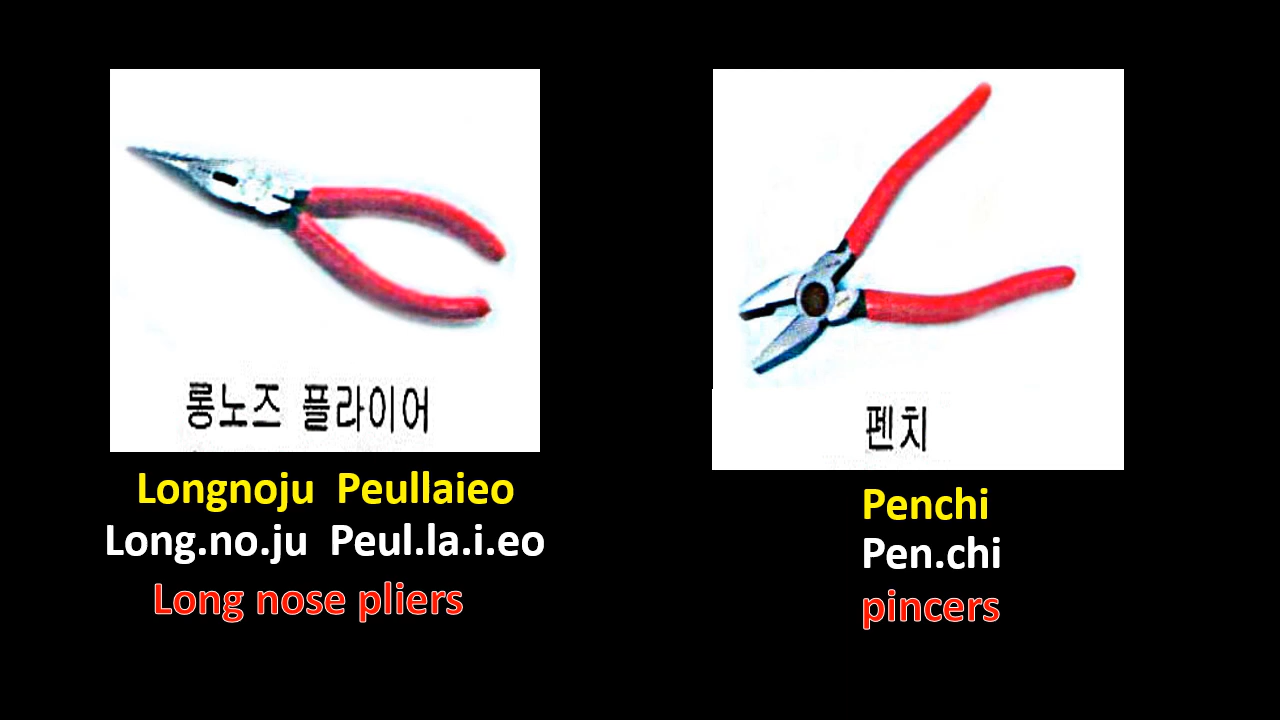 롱노즈 플라이어
Longnoju Peullaieo
Long.no.ju Peul.la.i.eo
Long nose pliers
펜치
Penchi
Pen.chi
pincers